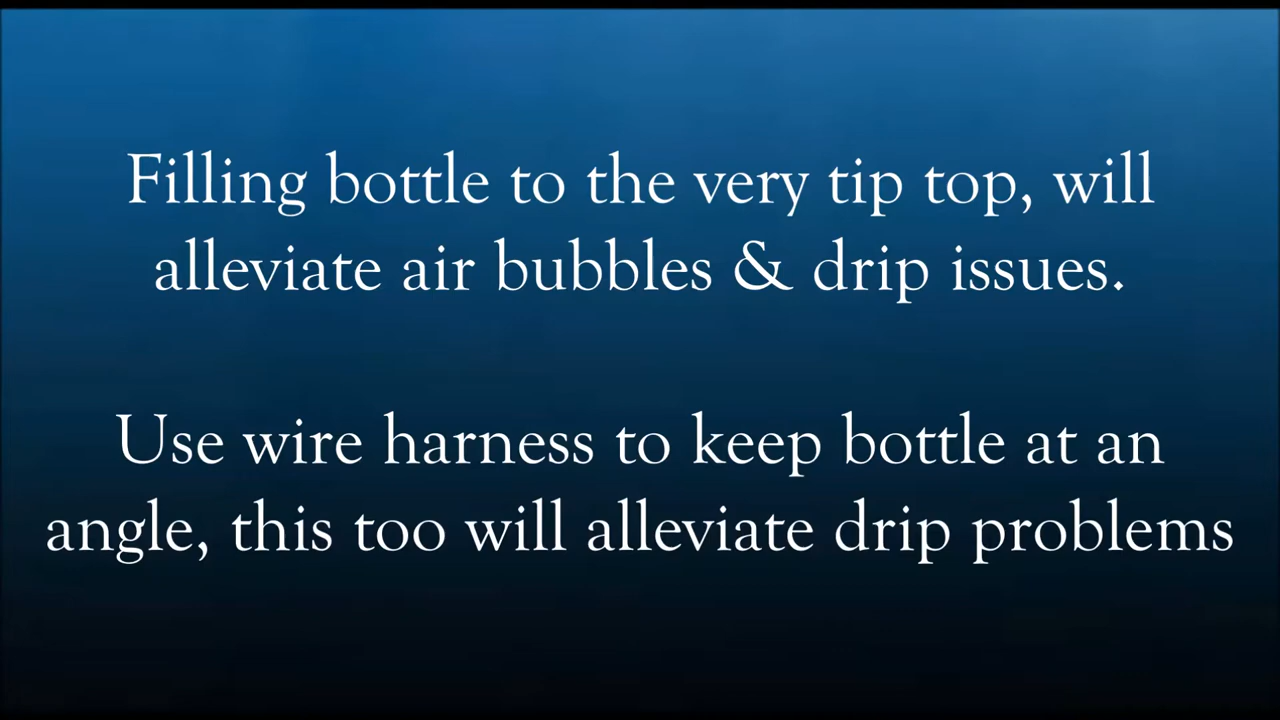 Filling bottle to the very tip top, will
alleviate air bubbles & drip issues.
Use wire harness to keep bottle at an
angle, this too will alleviate drip problems